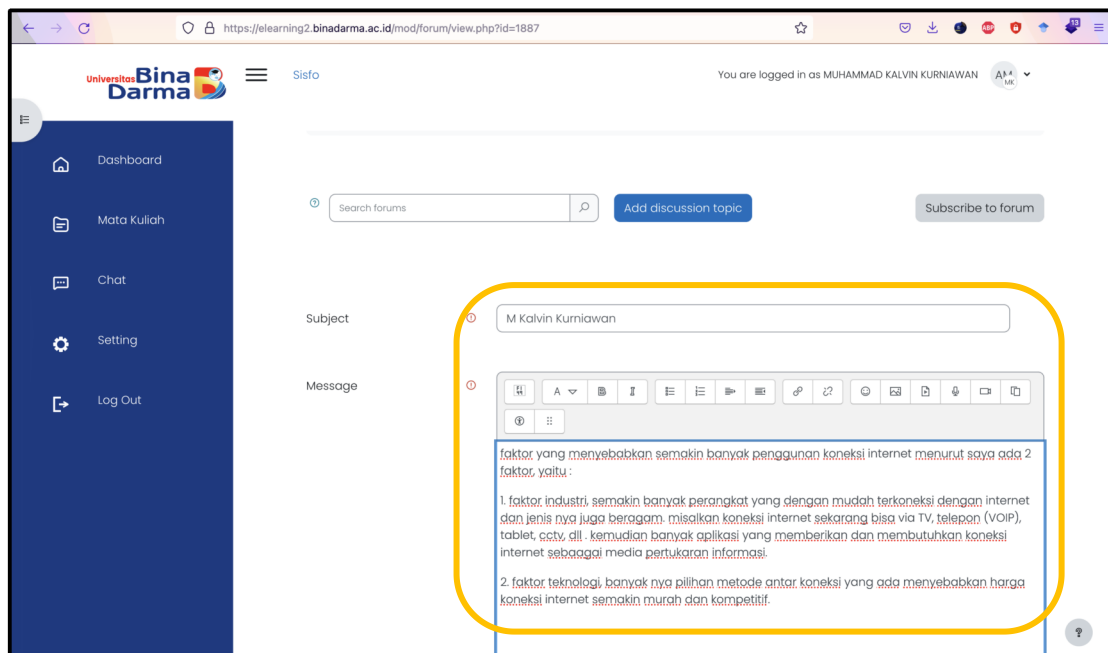 https://elearning2.binadarma.ac.id/mod/forum/view.php?id=1887
ABP
13
Universitas Bina
Darma
Sisfo
You are logged in as MUHAMMAD KALVIN KURNIAWAN
MK
Dashboard
Mata Kuliah
Chat
Setting
Log Out
Search forums
Add discussion topic
Subscribe to forum
Subject
M Kalvin Kurniawan
Message
faktor yang menyebabkan semakin banyak penggunan koneksi internet menurut saya ada 2
faktor, yaitu :
1. faktor industri, semakin banyak perangkat yang dengan mudah terkoneksi dengan internet
dan jenis nya juga beragam. misalkan koneksi internet sekarang bisa via TV, telepon (VOIP),
tablet, cctv, dll . kemudian banyak aplikasi yang memberikan dan membutuhkan koneksi
internet sebaagai media pertukaran informasi.
2. faktor teknologi, banyak nya pilihan metode antar koneksi yang ada menyebabkan harga
koneksi internet semakin murah dan kompetitif.